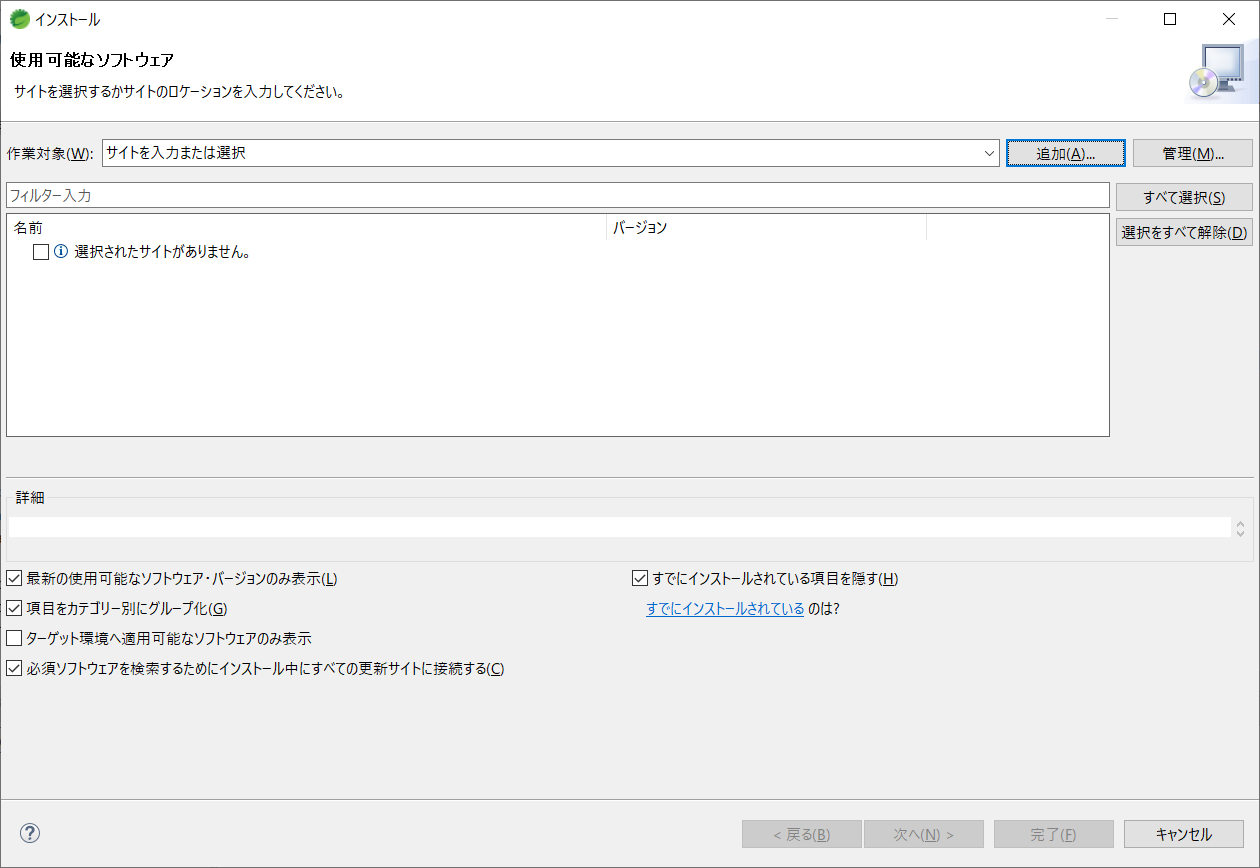 インストール
使用可能なソフトウェア
サイトを選択するかサイトのロケーションを入力してください。
作業対象(W): サイトを入力または選択 追加(A)... 管理(M)...
フィルター入力 すべて選択(S)
名前 バージョン
選択をすべて解除(D)
選択されたサイトがありません。
詳細
最新の使用可能なソフトウェア・バージョンのみ表示(L) すでにインストールされている項目を隠す(H)
項目をカテゴリー別にグループ化(G) すでにインストールされている のは?
ターゲット環境へ適用可能なソフトウェアのみ表示
必須ソフトウェアを検索するためにインストール中にすべての更新サイトに接続する(C)
? < 戻る(B) 次へ(N) > 完了(F) キャンセル